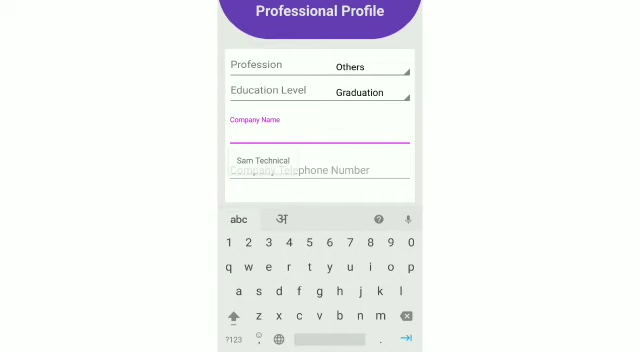 Professional Profile
Profession Others
Education Level Graduation
Company Name
Sam Technical
Company Telephone Number
abc अ
1 2 3 4 5 6 7 8 9 0
q w e r t y u i o p
a s d f g h j k l
z x c v b n m
?123 , .